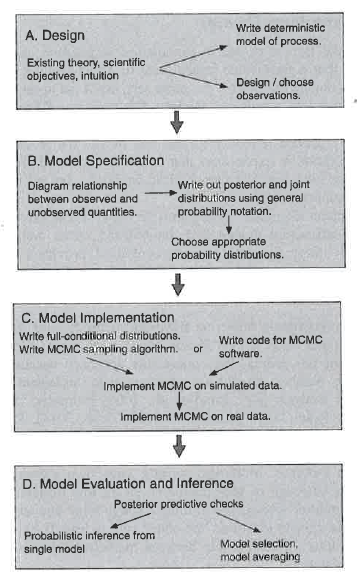 A. Design
Write deterministic
model of process.
Existing theory, scientific
objectives, intuition
Design / choose
observations.
B. Model Specification
Diagram relationship
between observed and
unobserved quantities.
Write out posterior and joint
distributions using general
probability notation.
Choose appropriate
probability distributions.
C. Model Implementation
Write full-conditional distributions.
Write MCMC sampling algorithm.
or
Write code for MCMC
software.
Implement MCMC on simulated data.
Implement MCMC on real data.
D. Model Evaluation and Inference
Posterior predictive checks
Probabilistic inference from
single model
Model selection,
model averaging